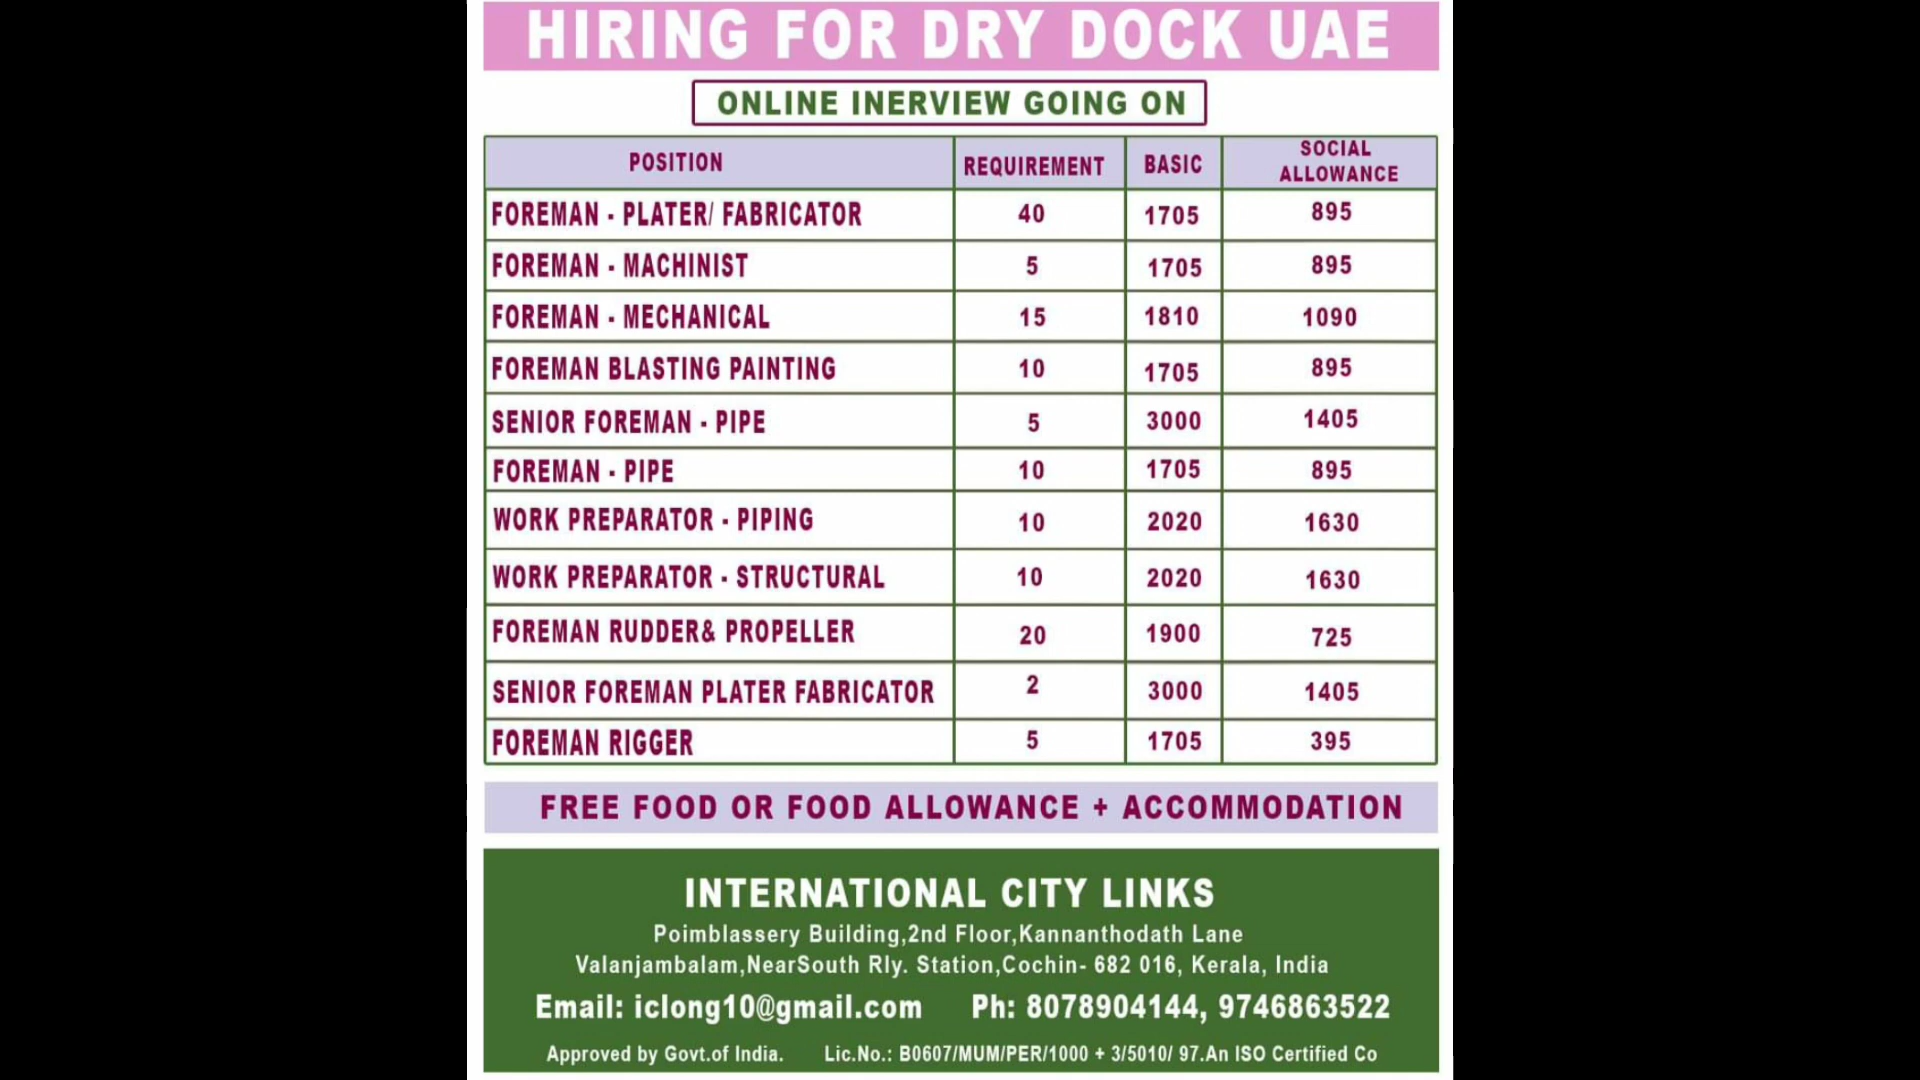 HIRING FOR DRY DOCK UAE
ONLINE INERVIEW GOING ON
POSITION REQUIREMENT BASIC SOCIAL ALLOWANCE
FOREMAN - PLATER/ FABRICATOR 40 1705 895
FOREMAN - MACHINIST 5 1705 895
FOREMAN - MECHANICAL 15 1810 1090
FOREMAN BLASTING PAINTING 10 1705 895
SENIOR FOREMAN - PIPE 5 3000 1405
FOREMAN - PIPE 10 1705 895
WORK PREPARATOR - PIPING 10 2020 1630
WORK PREPARATOR - STRUCTURAL 10 2020 1630
FOREMAN RUDDER& PROPELLER 20 1900 725
SENIOR FOREMAN PLATER FABRICATOR 2 3000 1405
FOREMAN RIGGER 5 1705 395
FREE FOOD OR FOOD ALLOWANCE + ACCOMMODATION
INTERNATIONAL CITY LINKS
Poimblassery Building,2nd Floor,Kannanthodath Lane
Valanjambalam,NearSouth Rly. Station,Cochin- 682 016, Kerala, India
Email: iclong10@gmail.com Ph: 8078904144, 9746863522
Approved by Govt.of India. Lic.No.: B0607/MUM/PER/1000 + 3/5010/ 97.An ISO Certified Co